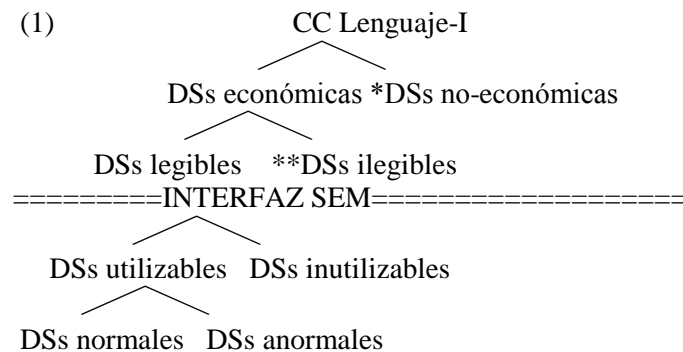 (1) CC Lenguaje-I
DSs económicas *DSs no-económicas
DSs legibles **DSs ilegibles
=========INTERFAZ SEM===================
DSs utilizables DSs inutilizables
DSs normales DSs anormales